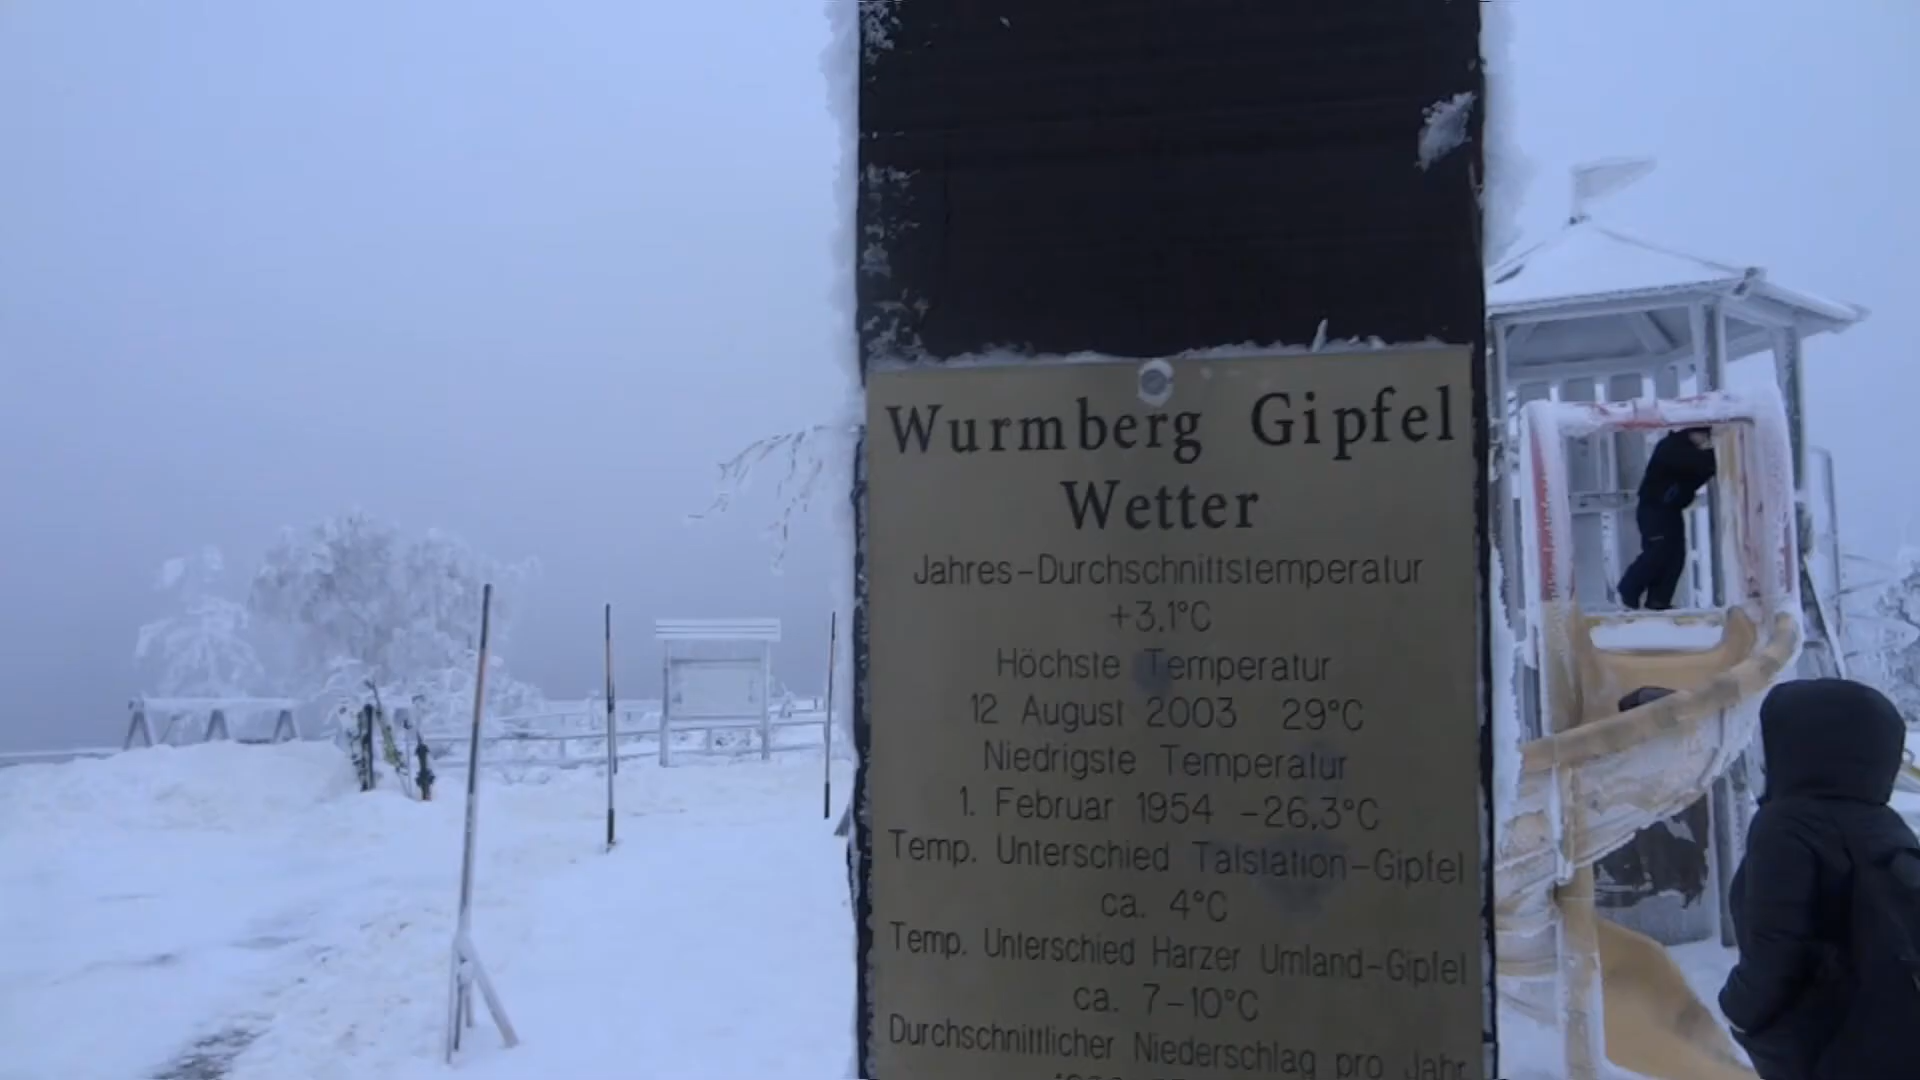 Wurmberg Gipfel
Wetter
Jahres-Durchschnittstemperatur
+3.1°C
Höchste Temperatur
12 August 2003 29°C
Niedrigste Temperatur
1. Februar 1954 -26,3°C
Temp. Unterschied Talstation-Gipfel
ca. 4°C
Temp. Unterschied Harzer Umland-Gipfel
ca. 7-10°C
Durchschnittlicher Niederschlag pro Jahr